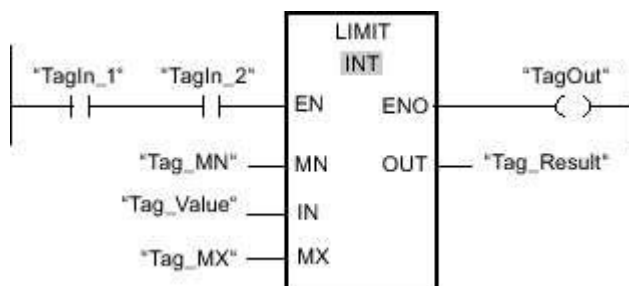 LIMIT
INT
"TagIn_1" "TagIn_2" "TagOut"
EN ENO
"Tag_MN" MN OUT "Tag_Result"
"Tag_Value" IN
"Tag_MX" MX